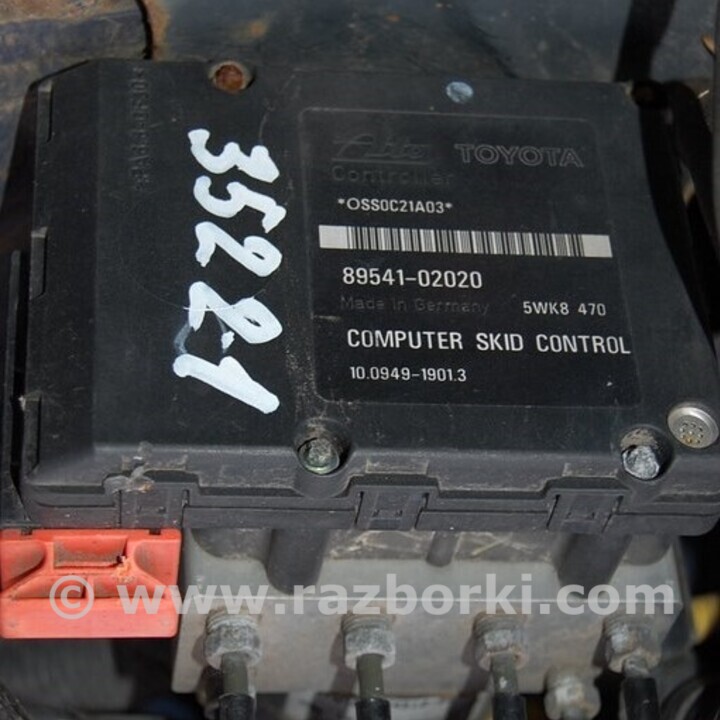 Ate TOYOTA
Controller
*OSS0C21A03*
89541-02020
Made in Germany 5WK8 470
COMPUTER SKID CONTROL
10.0949-1901.3
35221
© www.razborki.com